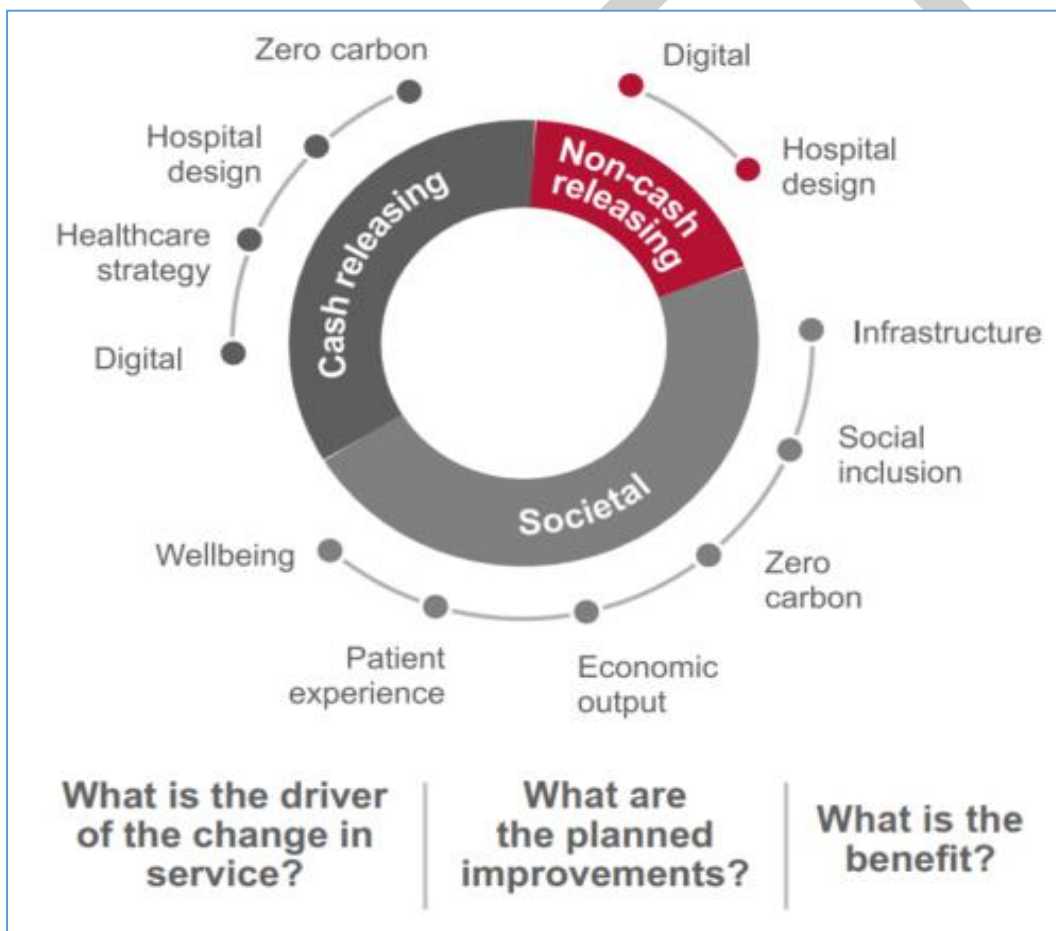 Zero carbon
Hospital
design
Healthcare
strategy
Digital
Cash releasing
Digital
Hospital
design
Non-cash
releasing
Infrastructure
Social
inclusion
Zero
carbon
Economic
output
Patient
experience
Wellbeing
Societal
What is the driver
of the change in
service?
What are
the planned
improvements?
What is the
benefit?